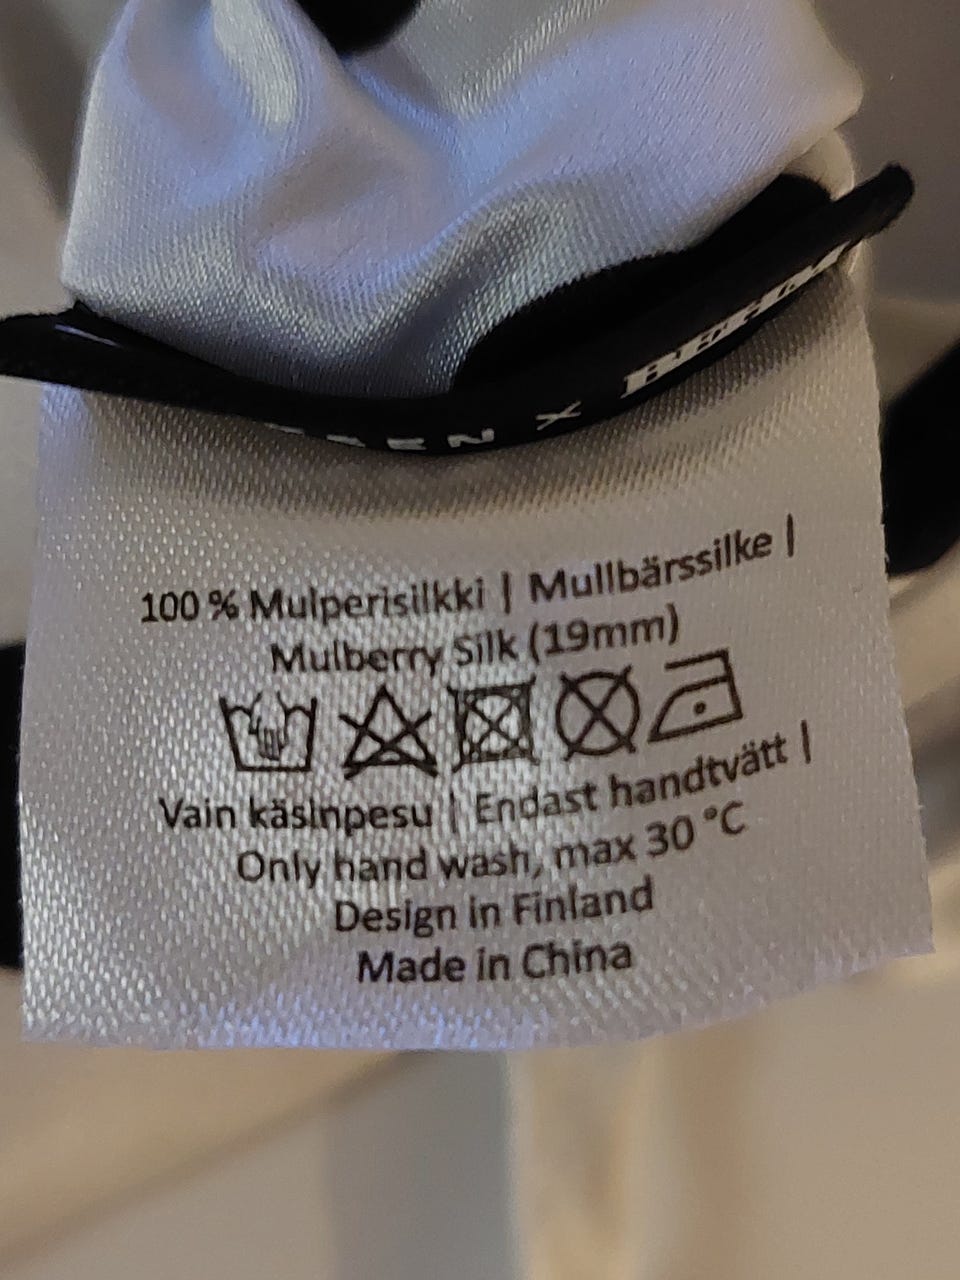 X
100 % Mulperisilkki | Mullbärssilke |
Mulberry Silk (19mm)
Vain käsinpesu | Endast handtvätt |
Only hand wash, max 30 °C
Design in Finland
Made in China